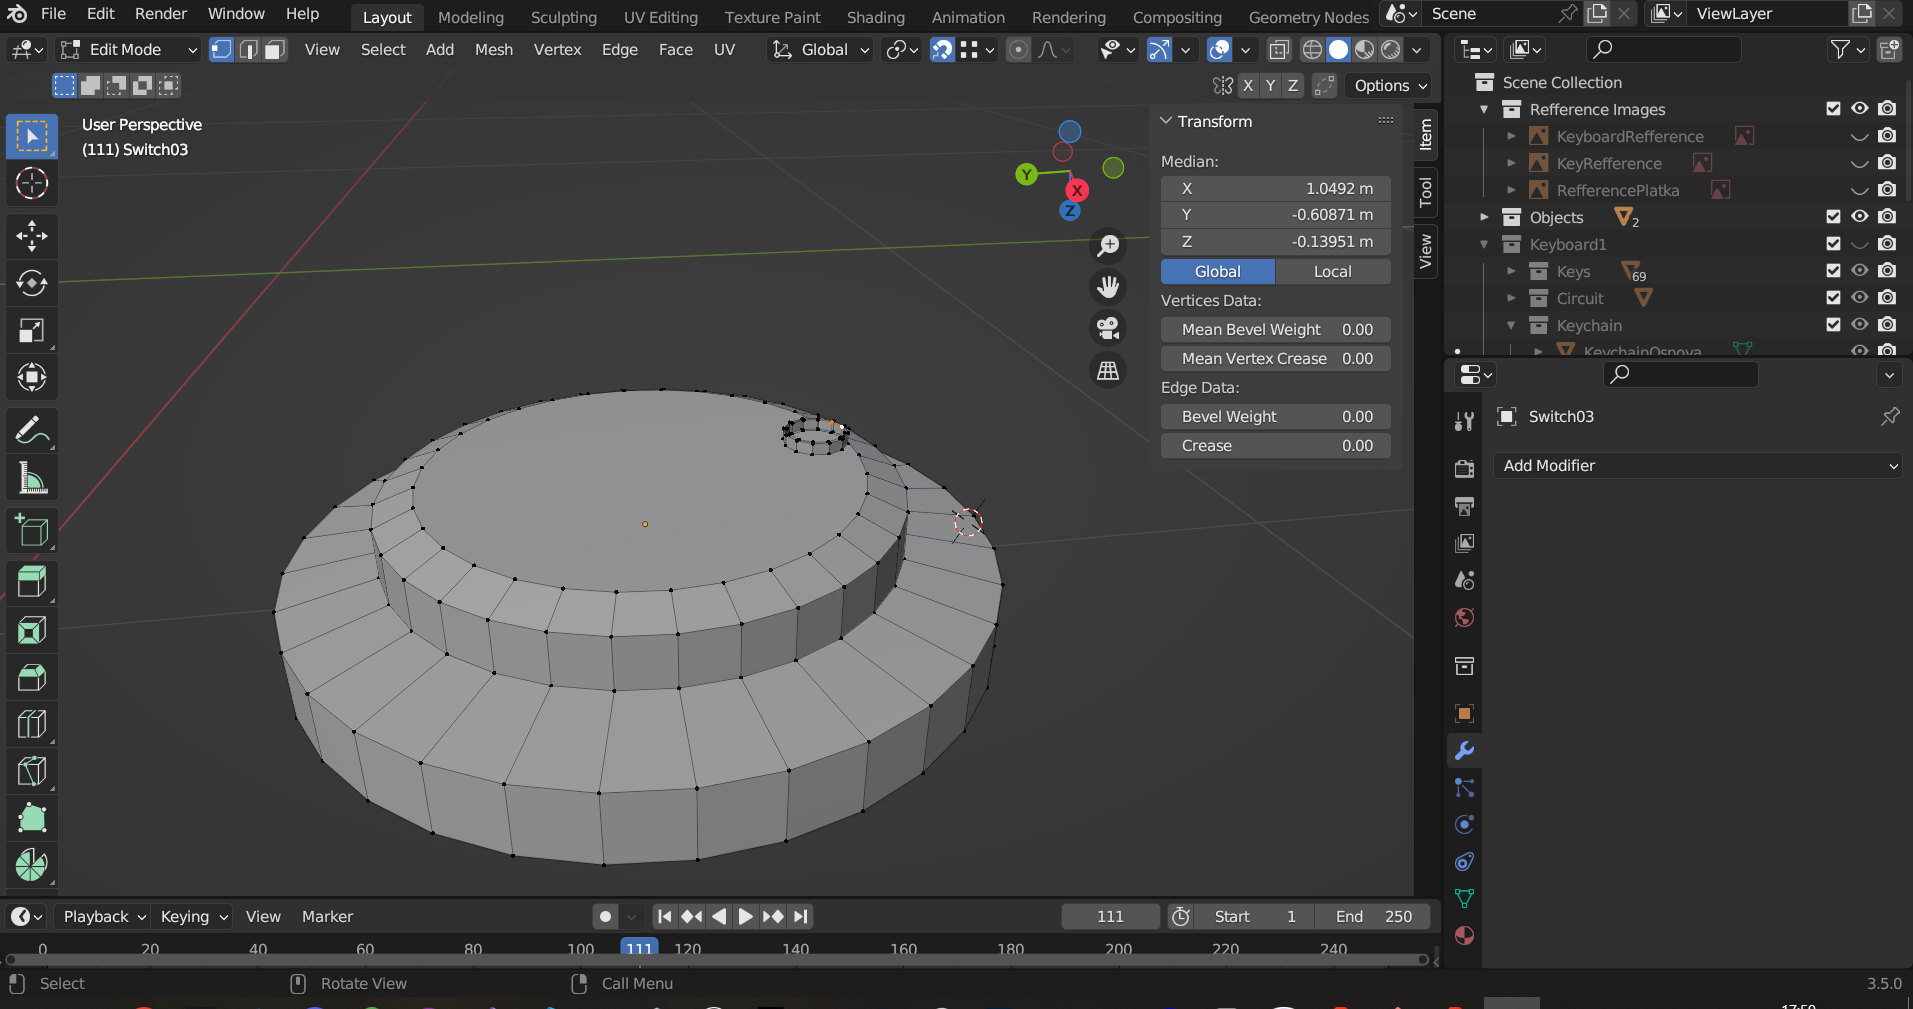 File Edit Render Window Help Layout Modeling Sculpting UV Editing Texture Paint Shading Animation Rendering Compositing Geometry Nodes Scene ViewLayer
Edit Mode View Select Add Mesh Vertex Edge Face UV Global
X Y Z Options
User Perspective
(111) Switch03
Y X Z
Transform
Median:
X 1.0492 m
Y -0.60871 m
Z -0.13951 m
Global Local
Vertices Data:
Mean Bevel Weight 0.00
Mean Vertex Crease 0.00
Edge Data:
Bevel Weight 0.00
Crease 0.00
Item
Tool
View
Scene Collection
Refference Images
KeyboardRefference
KeyRefference
RefferencePlatka
Objects 2
Keyboard1
Keys 69
Circuit
Keychain
KeychainOsnova
Switch03
Add Modifier
Playback Keying View Marker 111 Start 1 End 250
0 20 40 60 80 100 111 120 140 160 180 200 220 240
Select Rotate View Call Menu 3.5.0
17:50